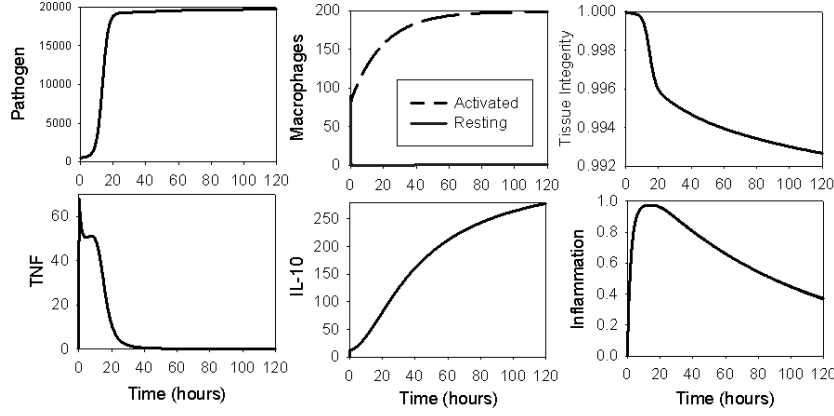 Pathogen
20000
15000
10000
5000
0
0 20 40 60 80 100 120
Macrophages
200
150
100
50
0
Activated
Resting
0 20 40 60 80 100 120
Tissue Integerity
1.000
0.998
0.996
0.994
0.992
0 20 40 60 80 100 120
TNF
60
40
20
0
0 20 40 60 80 100 120
Time (hours)
IL-10
250
200
150
100
50
0
0 20 40 60 80 100 120
Time (hours)
Inflammation
1.0
0.8
0.6
0.4
0.2
0.0
0 20 40 60 80 100 120
Time (hours)